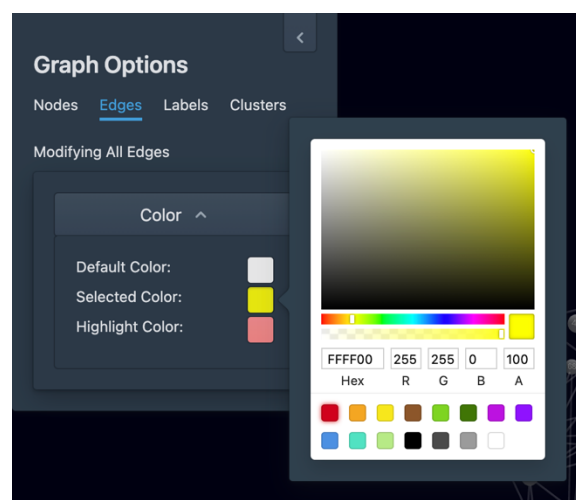 Graph Options
Nodes Edges Labels Clusters
Modifying All Edges
Color
Default Color:
Selected Color:
Highlight Color:
FFFF00 255 255 0 100
Hex R G B A